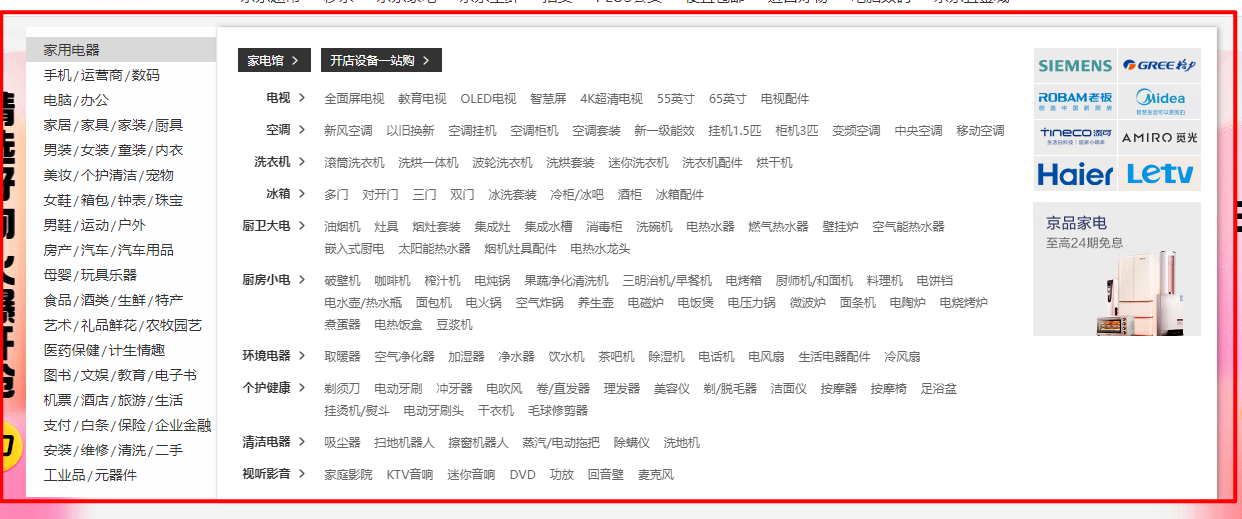 家用电器
手机/运营商/数码
电脑/办公
家居/家具/家装/厨具
男装/女装/童装/内衣
美妆/个护清洁/宠物
女鞋/箱包/钟表/珠宝
男鞋/运动/户外
房产/汽车/汽车用品
母婴/玩具乐器
食品/酒类/生鲜/特产
艺术/礼品鲜花/农牧园艺
医药保健/计生情趣
图书/文娱/教育/电子书
机票/酒店/旅游/生活
支付/白条/保险/企业金融
安装/维修/清洗/二手
工业品/元器件
家电馆 > 开店设备一站购 >
电视 > 全面屏电视 教育电视 OLED电视 智慧屏 4K超清电视 55英寸 65英寸 电视配件
空调 > 新风空调 以旧换新 空调挂机 空调柜机 空调套装 新一级能效 挂机1.5匹 柜机3匹 变频空调 中央空调 移动空调
洗衣机 > 滚筒洗衣机 洗烘一体机 波轮洗衣机 洗烘套装 迷你洗衣机 洗衣机配件 烘干机
冰箱 > 多门 对开门 三门 双门 冰洗套装 冷柜/冰吧 酒柜 冰箱配件
厨卫大电 > 油烟机 灶具 烟灶套装 集成灶 集成水槽 消毒柜 洗碗机 电热水器 燃气热水器 壁挂炉 空气能热水器
嵌入式厨电 太阳能热水器 烟机灶具配件 电热水龙头
厨房小电 > 破壁机 咖啡机 榨汁机 电炖锅 果蔬净化清洗机 三明治机/早餐机 电烤箱 厨师机/和面机 料理机 电饼铛
电水壶/热水瓶 面包机 电火锅 空气炸锅 养生壶 电磁炉 电饭煲 电压力锅 微波炉 面条机 电陶炉 电烧烤炉
煮蛋器 电热饭盒 豆浆机
环境电器 > 取暖器 空气净化器 加湿器 净水器 饮水机 茶吧机 除湿机 电话机 电风扇 生活电器配件 冷风扇
个护健康 > 剃须刀 电动牙刷 冲牙器 电吹风 卷/直发器 理发器 美容仪 剃/脱毛器 洁面仪 按摩器 按摩椅 足浴盆
挂烫机/熨斗 电动牙刷头 干衣机 毛球修剪器
清洁电器 > 吸尘器 扫地机器人 擦窗机器人 蒸汽/电动拖把 除螨仪 洗地机
视听影音 > 家庭影院 KTV音响 迷你音响 DVD 功放 回音壁 麦克风
SIEMENS GREE格力
ROBAM老板 Midea
创造中国新厨房
TINECO添可 AMIRO 觅光
Haier Letv
京品家电
至高24期免息